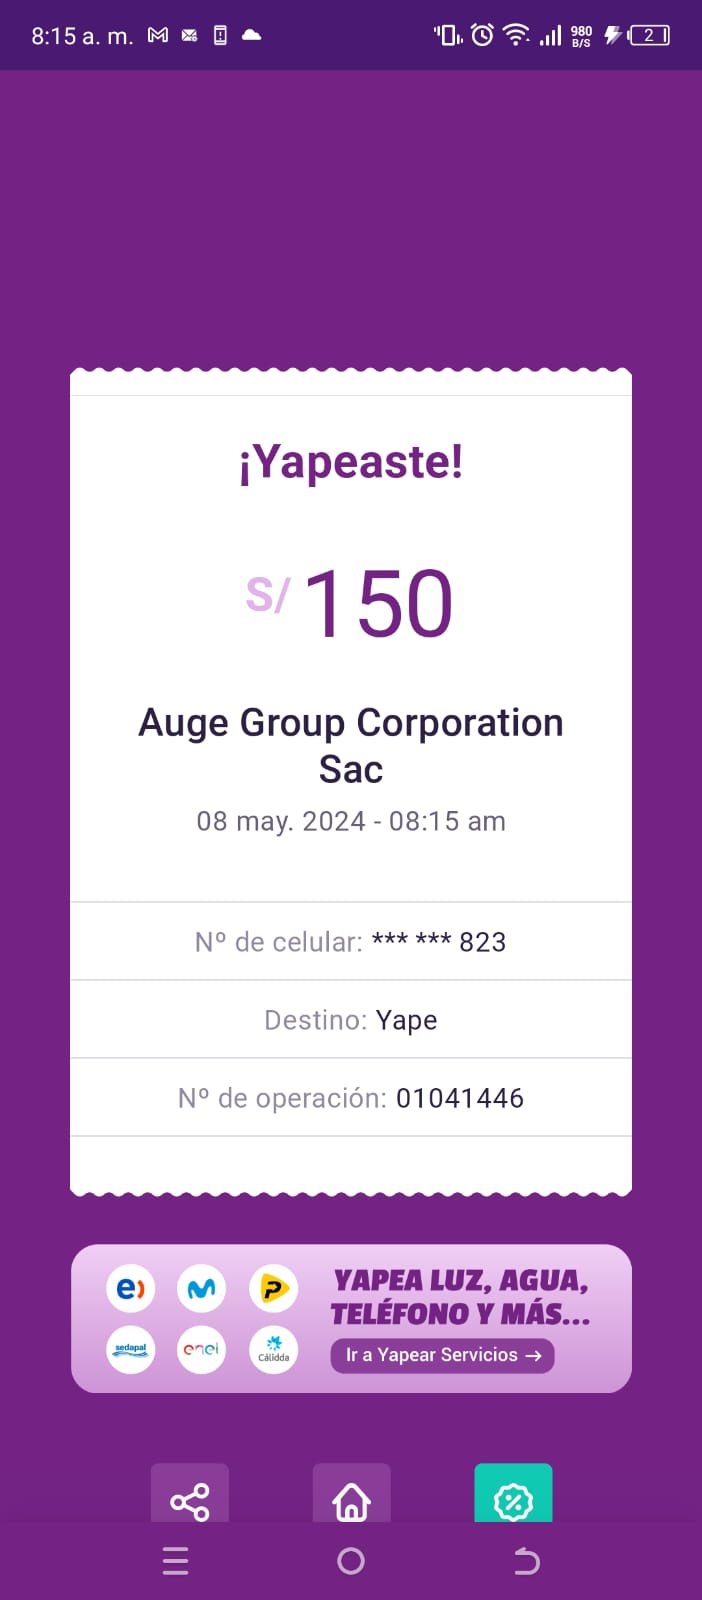 8:15 a. m.
980
B/S
2
¡Yapeaste!
S/ 150
Auge Group Corporation
Sac
08 may. 2024 - 08:15 am
Nº de celular: *** *** 823
Destino: Yape
Nº de operación: 01041446
e)
P
sedapal
enel
Cálidda
YAPEA LUZ, AGUA,
TELÉFONO Y MÁS...
Ir a Yapear Servicios →